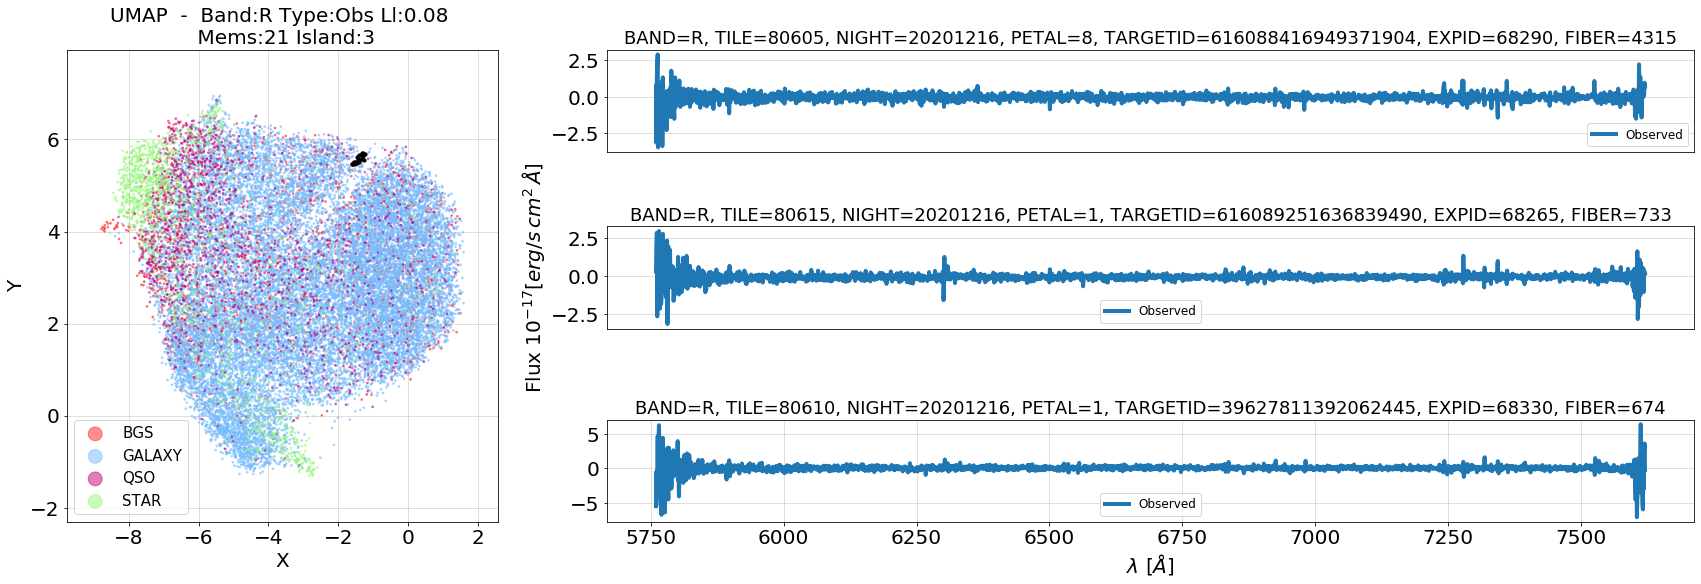 UMAP  -  Band:R Type:Obs Ll:0.08
Mems:21 Island:3
Y
6
4
2
0
−2
−8
−6
−4
−2
0
2
X
BGS
GALAXY
QSO
STAR
Flux 10−17[erg/s cm2 Å]
BAND=R, TILE=80605, NIGHT=20201216, PETAL=8, TARGETID=616088416949371904, EXPID=68290, FIBER=4315
2.5
0.0
−2.5
Observed
BAND=R, TILE=80615, NIGHT=20201216, PETAL=1, TARGETID=616089251636839490, EXPID=68265, FIBER=733
2.5
0.0
−2.5
Observed
BAND=R, TILE=80610, NIGHT=20201216, PETAL=1, TARGETID=39627811392062445, EXPID=68330, FIBER=674
5
0
−5
Observed
5750
6000
6250
6500
6750
7000
7250
7500
λ [Å]